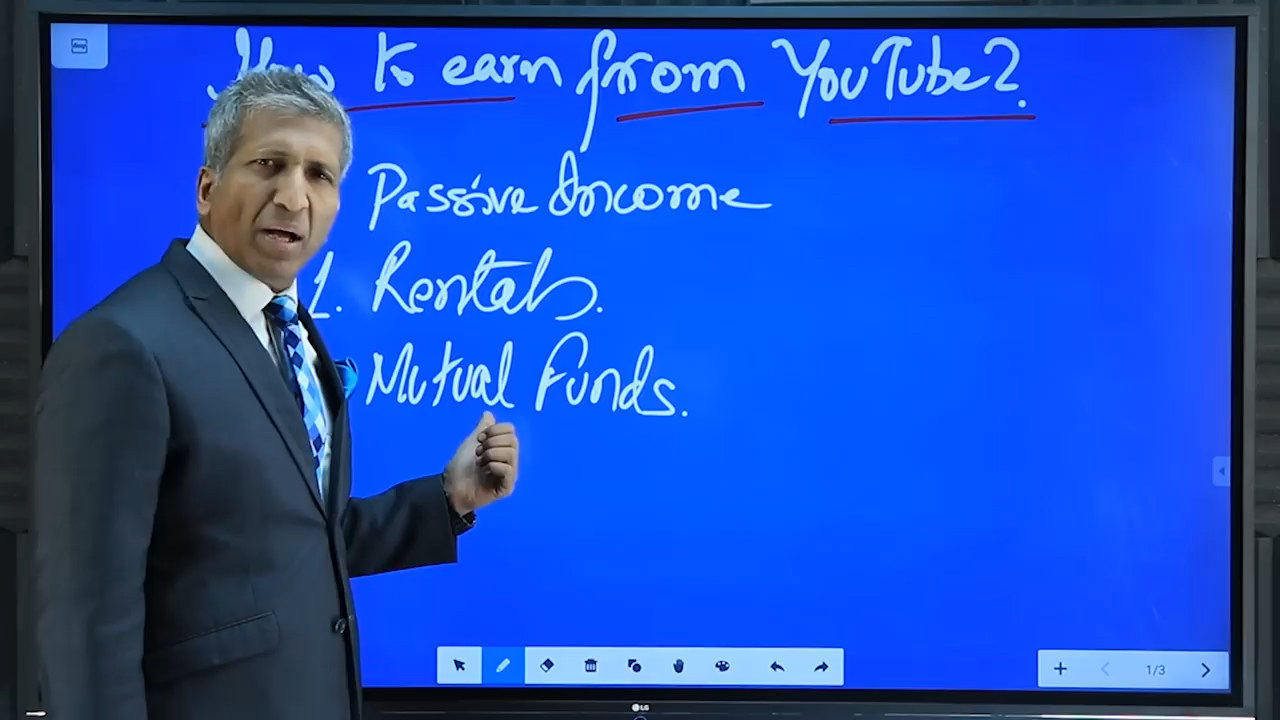 How to earn from YouTube?
Passive Income
1. Rentals.
Mutual Funds.
1/3
LG